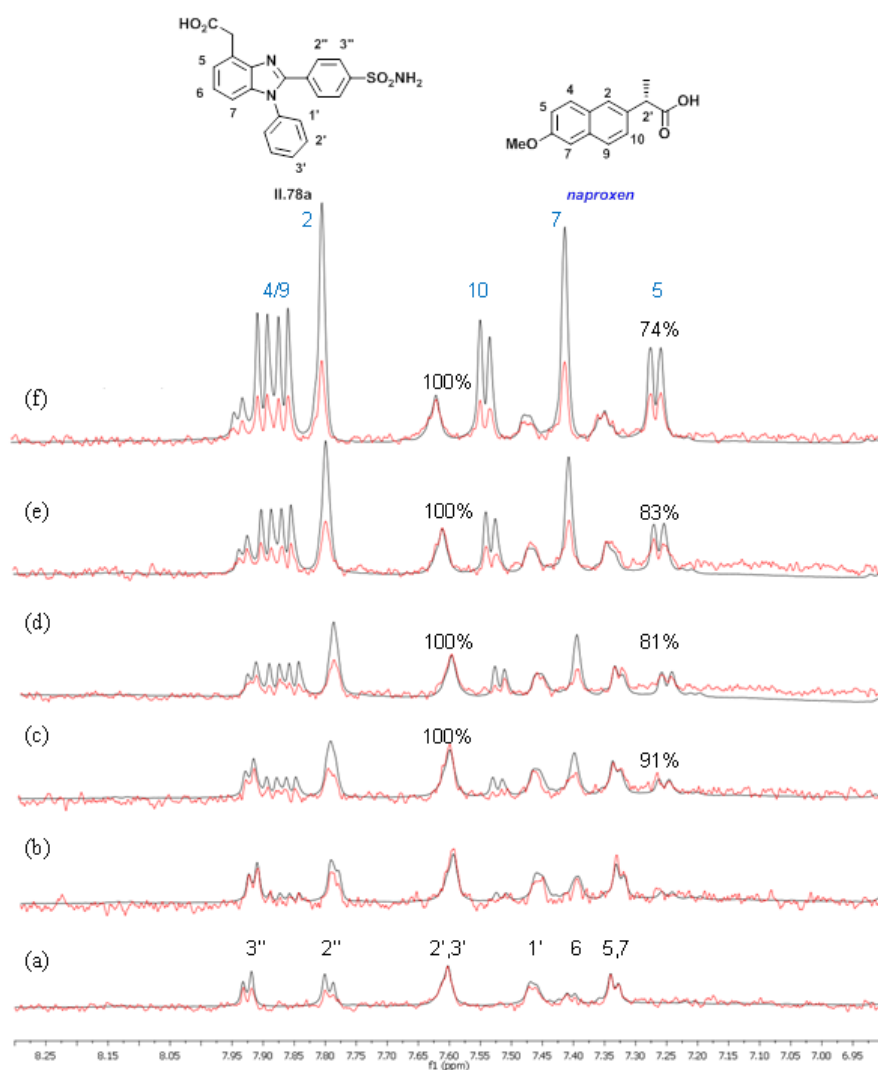 HO₂C
5
6
7
N
N
2''
3''
SO₂NH₂
1'
2'
3'
II.78a
4
5
2
2'
OH
O
MeO
7
9
10
naproxen
2
4/9
10
7
5
74%
100%
(f)
(e)
100%
83%
(d)
100%
81%
(c)
100%
91%
(b)
(a)
3''
2''
2',3'
1'
6
5,7
8.25 8.15 8.05 7.95 7.90 7.85 7.80 7.75 7.70 7.65 7.60 7.55 7.50 7.45 7.40 7.35 7.30 7.25 7.20 7.15 7.10 7.05 7.00 6.95
f1 (ppm)